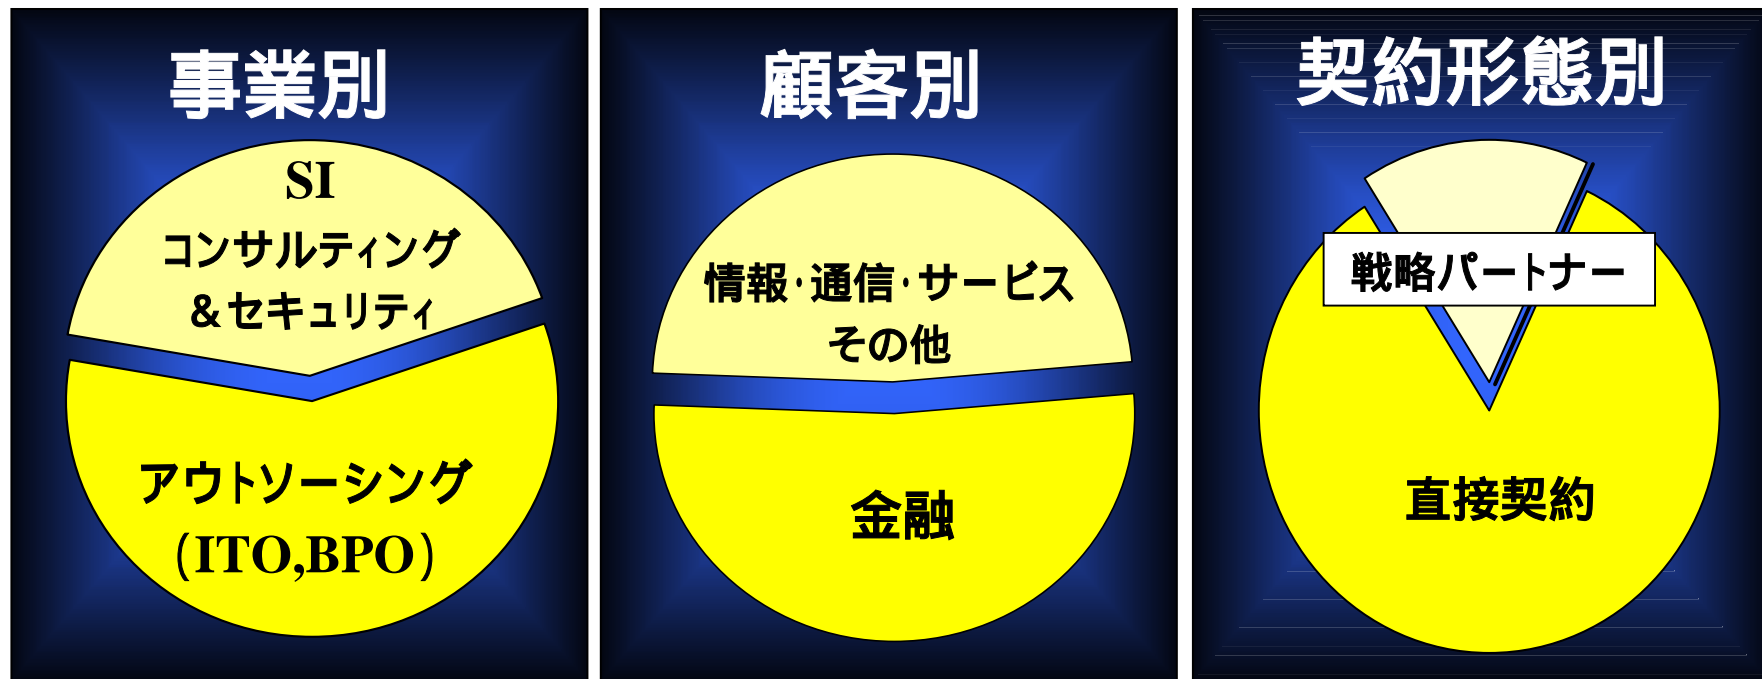 事業別
SI
コンサルティング
＆セキュリティ
アウトソーシング
(ITO,BPO)
顧客別
情報・通信・サービス
その他
金融
契約形態別
戦略パートナー
直接契約